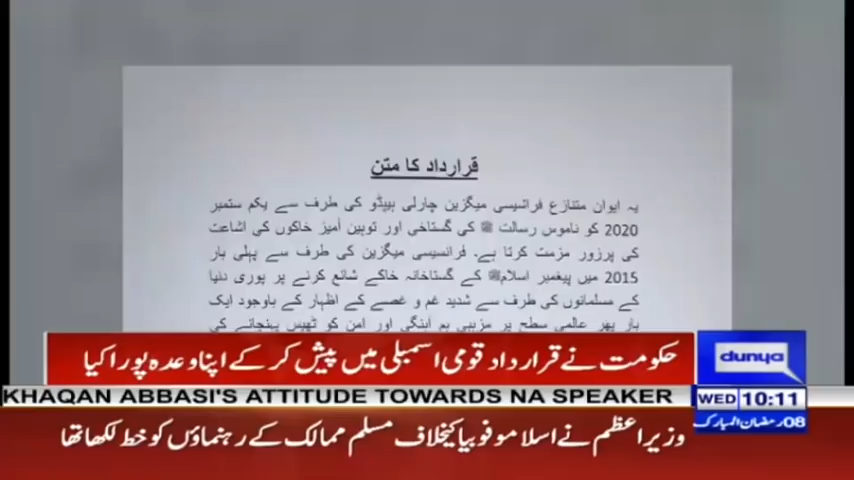 قرارداد کا متن
یہ ایوان متنازع فرانسیسی میگزین چارلی ہیبڈو کی طرف سے یکم ستمبر
2020 کو ناموس رسالت ﷺ کی گستاخی اور توہین آمیز خاکوں کی اشاعت
کی پرزور مزمت کرتا ہے۔ فرانسیسی میگزین کی طرف سے پہلی بار
2015 میں پیغمبر اسلامﷺ کے گستاخانہ خاکے شائع کرنے پر پوری دنیا
کے مسلمانوں کی طرف سے شدید غم و غصے کے اظہار کے باوجود ایک
بار پھر عالمی سطح پر مزہبی ہم آہنگی اور امن کو ٹھیس پہنچانے کی
حکومت نے قرارداد قومی اسمبلی میں پیش کر کے اپنا وعدہ پورا کیا
dunya
KHAQAN ABBASI'S ATTITUDE TOWARDS NA SPEAKER
WED 10:11
08 رمضان المبارک
وزیراعظم نے اسلاموفوبیا کیخلاف مسلم ممالک کے رہنماؤں کو خط لکھا تھا